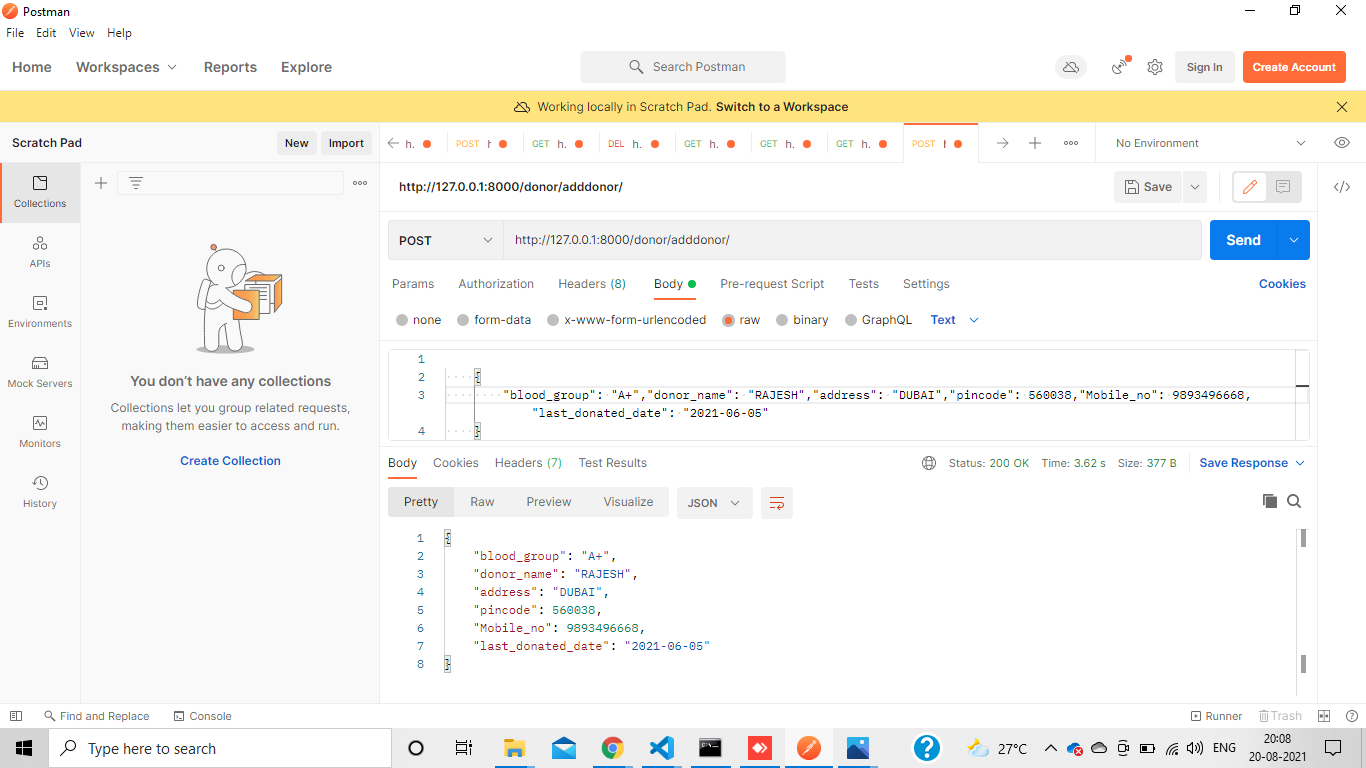 Postman
File Edit View Help
Home Workspaces Reports Explore Search Postman Sign In Create Account
Working locally in Scratch Pad. Switch to a Workspace
Scratch Pad New Import h. POST h GET h. DEL h. GET h. GET h. GET h. POST h No Environment
http://127.0.0.1:8000/donor/adddonor/ Save
Collections
POST http://127.0.0.1:8000/donor/adddonor/ Send
APIs
Params Authorization Headers (8) Body Pre-request Script Tests Settings Cookies
Environments
none form-data x-www-form-urlencoded raw binary GraphQL Text
Mock Servers
Monitors
History
You don't have any collections
Collections let you group related requests,
making them easier to access and run.
Create Collection
1
2 {
3 "blood_group": "A+","donor_name": "RAJESH","address": "DUBAI","pincode": 560038,"Mobile_no": 9893496668,
"last_donated_date": "2021-06-05"
4 }
Body Cookies Headers (7) Test Results Status: 200 OK Time: 3.62 s Size: 377 B Save Response
Pretty Raw Preview Visualize JSON
1 {
2 "blood_group": "A+",
3 "donor_name": "RAJESH",
4 "address": "DUBAI",
5 "pincode": 560038,
6 "Mobile_no": 9893496668,
7 "last_donated_date": "2021-06-05"
8 }
Find and Replace Console Runner Trash
Type here to search 27°C ENG 20:08
20-08-2021